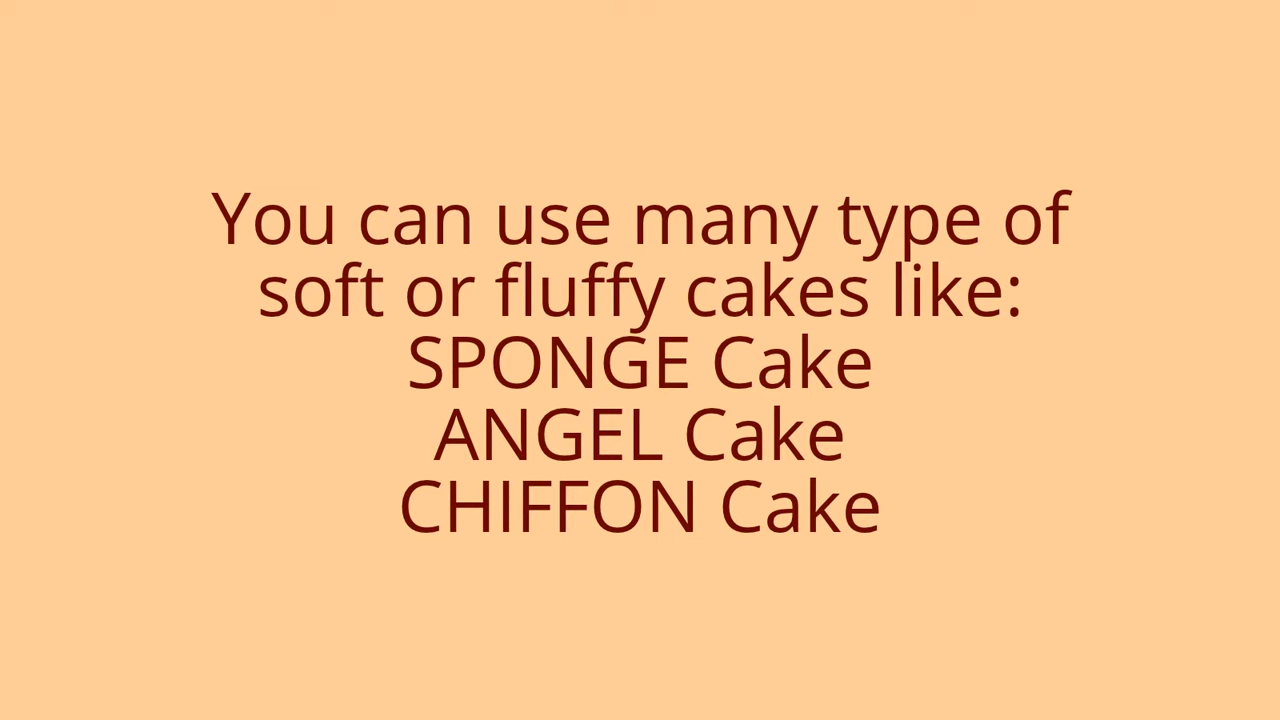 You can use many type of
soft or fluffy cakes like:
SPONGE Cake
ANGEL Cake
CHIFFON Cake